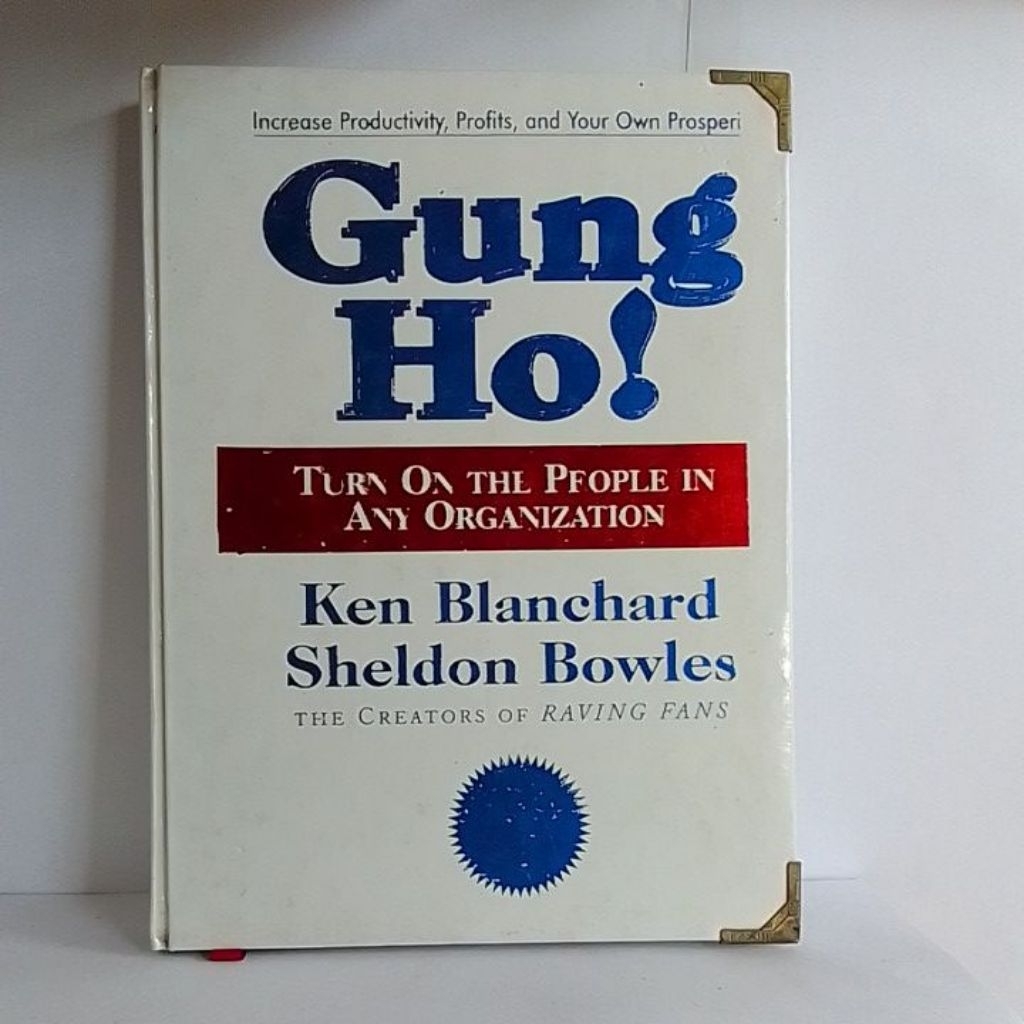 Increase Productivity, Profits, and Your Own Prosperi
Gung
Ho!
TURN ON THE PEOPLE IN
ANY ORGANIZATION
Ken Blanchard
Sheldon Bowles
THE CREATORS OF RAVING FANS